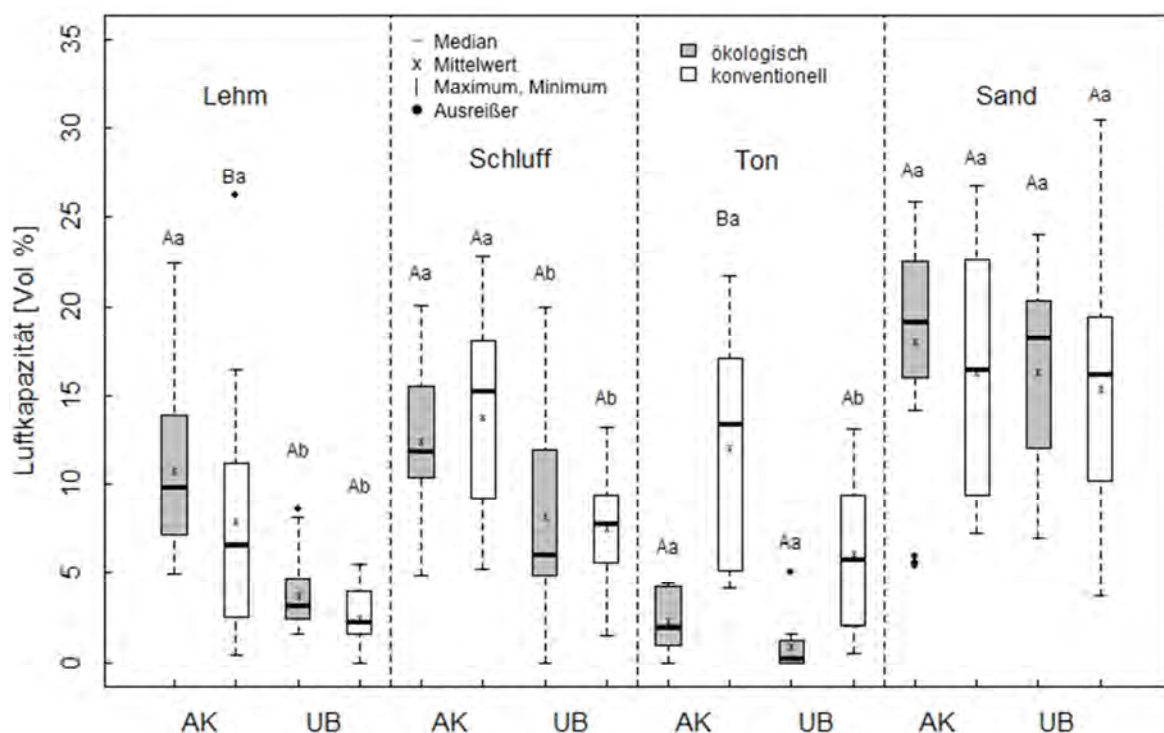 Luftkapazität [Vol %]
35
30
25
20
15
10
5
0
– Median
x Mittelwert
| Maximum, Minimum
● Ausreißer
ökologisch
konventionell
Lehm
Schluff
Ton
Sand
Aa
Ba
Ab
Ab
Aa
Aa
Ab
Ab
Aa
Ba
Aa
Ab
Aa
Aa
Aa
Aa
AK UB AK UB AK UB AK UB